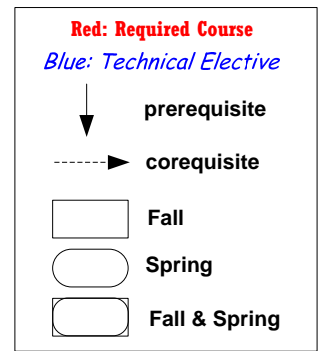 Red: Required Course
Blue: Technical Elective
prerequisite
corequisite
Fall
Spring
Fall & Spring